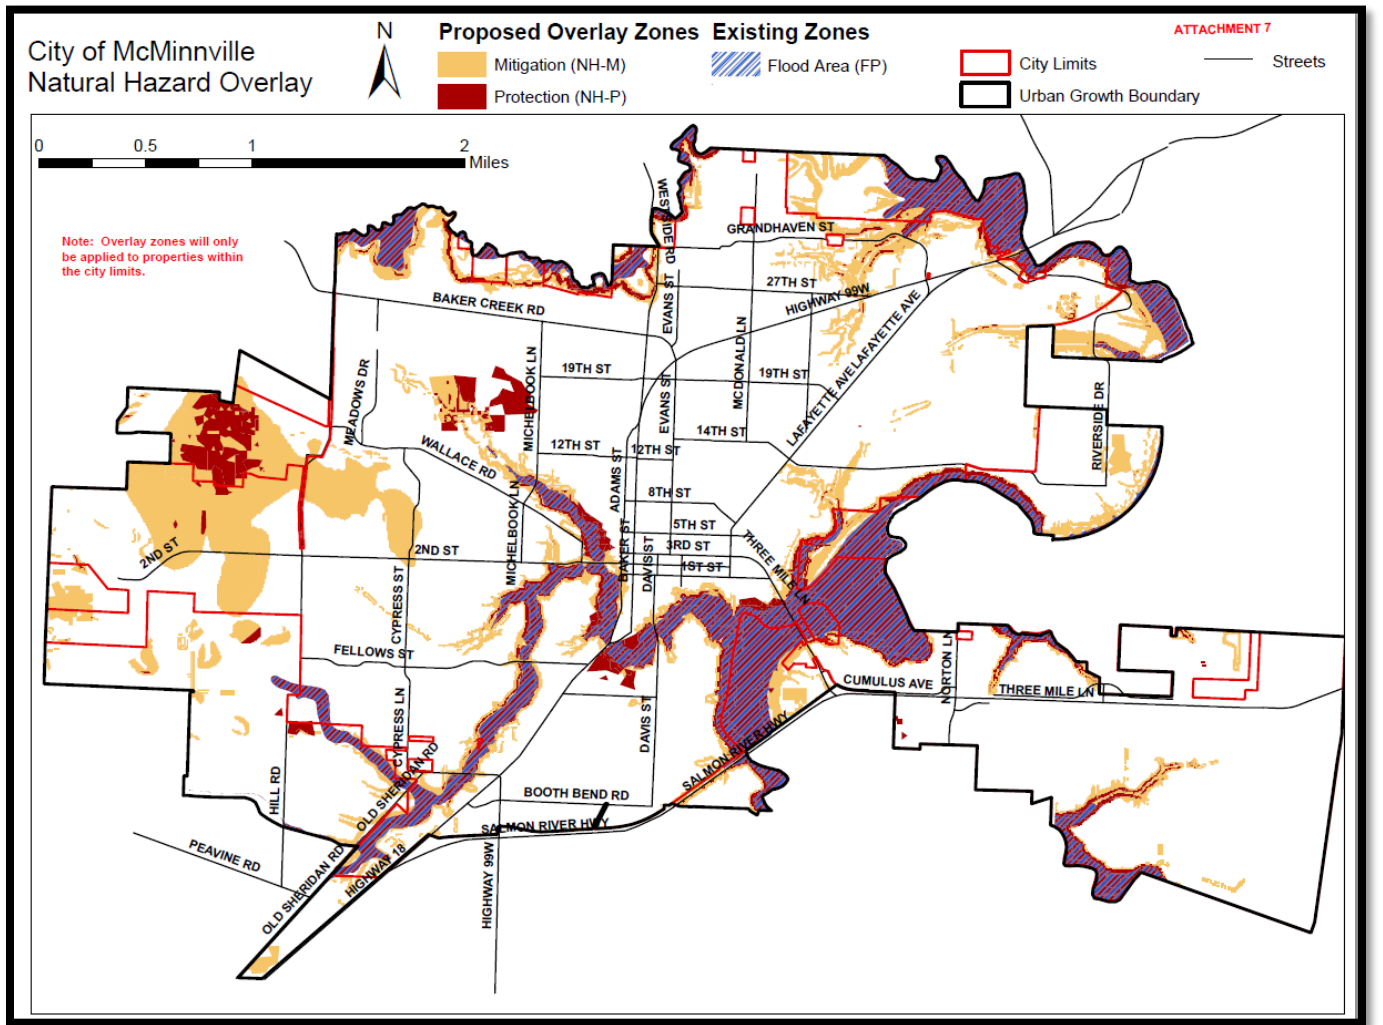 City of McMinnville
Natural Hazard Overlay
N
Proposed Overlay Zones
Mitigation (NH-M)
Protection (NH-P)
Existing Zones
Flood Area (FP)
ATTACHMENT 7
City Limits
Streets
Urban Growth Boundary
0 0.5 1 2
Miles
Note: Overlay zones will only
be applied to properties within
the city limits.
WESTSIDE RD
GRANDHAVEN ST
27TH ST
HIGHWAY 99W
BAKER CREEK RD
EVANS ST
MCDONALD LN
LAFAYETTE AVE
LAFAYETTE AVE
19TH ST
19TH ST
MEADOWS DR
MICHELBOOK LN
EVANS ST
RIVERSIDE DR
14TH ST
WALLACE RD
12TH ST
12TH ST
ADAMS ST
8TH ST
MICHELBOOK LN
5TH ST
3RD ST
1ST ST
THREE MILE LN
2ND ST
2ND ST
BAKER ST
DAVIS ST
CYPRESS ST
FELLOWS ST
NORTON LN
CUMULUS AVE
THREE MILE LN
CYPRESS LN
DAVIS ST
SALMON RIVER HWY
HILL RD
OLD SHERIDAN RD
BOOTH BEND RD
SALMON RIVER HWY
PEAVINE RD
OLD SHERIDAN RD
HIGHWAY 18
HIGHWAY 99W